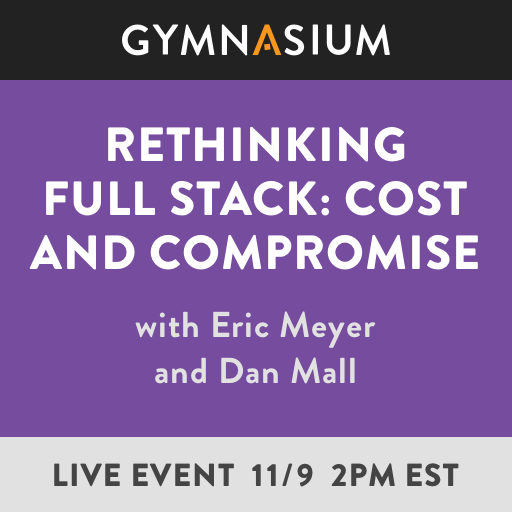 GYMNASIUM
RETHINKING
FULL STACK: COST
AND COMPROMISE
with Eric Meyer
and Dan Mall
LIVE EVENT 11/9 2PM EST